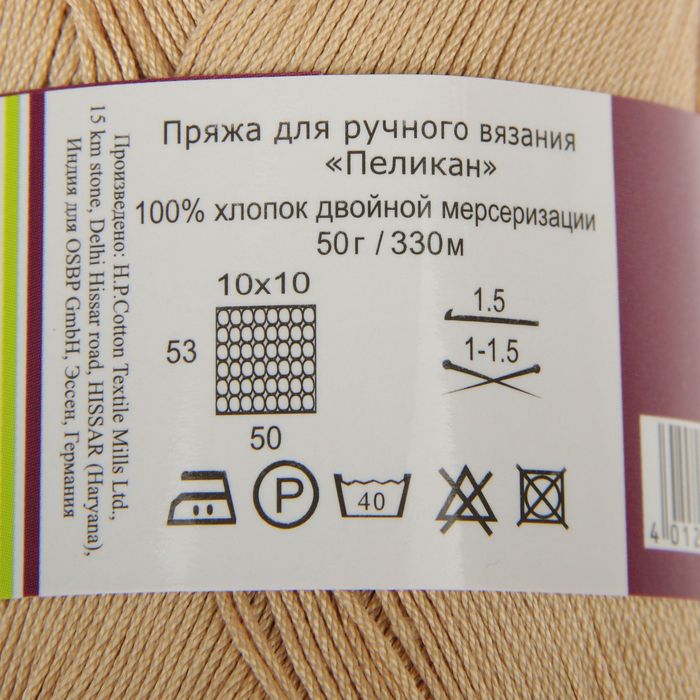 Пряжа для ручного вязания
«Пеликан»
100% хлопок двойной мерсеризации
50г / 330м
10x10
53
50
1.5
1-1.5
P
40
Произведено: H.P.Cotton Textile Mills Ltd.,
15 km stone, Delhi Hissar road, HISSAR (Haryana),
Индия для OSBP GmbH, Эссен, Германия
4 012